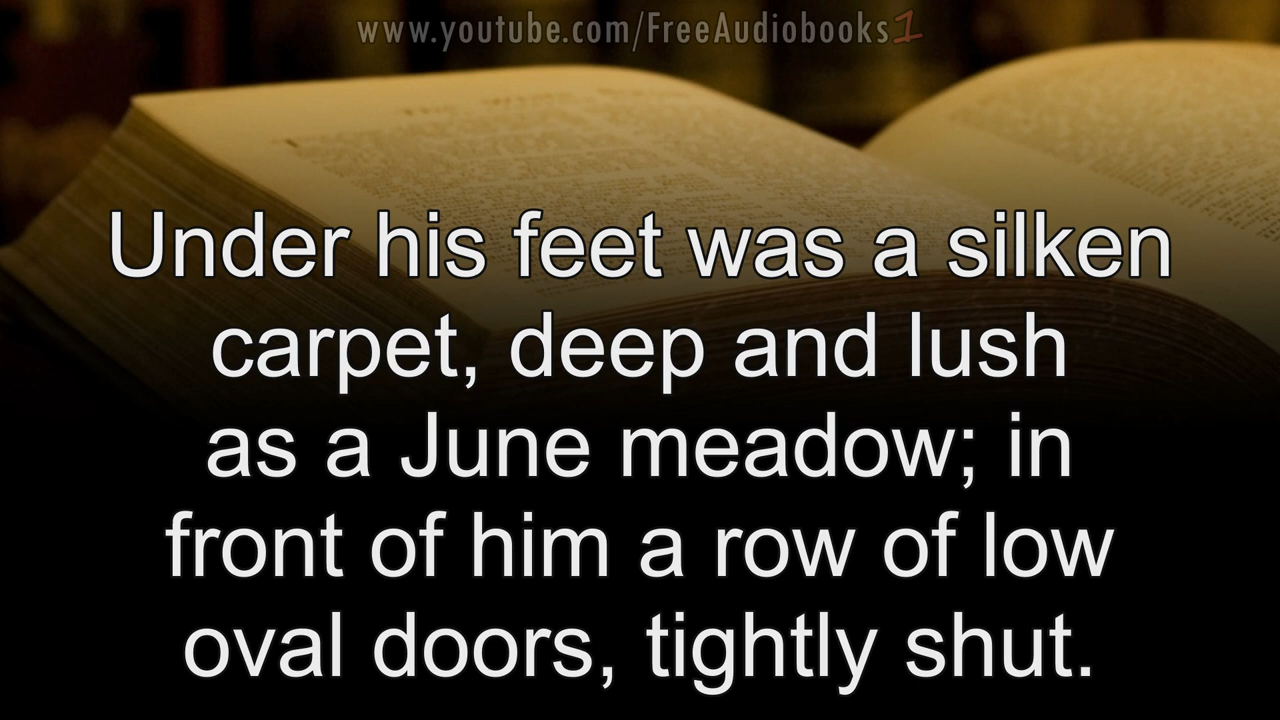 www.youtube.com/FreeAudiobooks1
Under his feet was a silken
carpet, deep and lush
as a June meadow; in
front of him a row of low
oval doors, tightly shut.